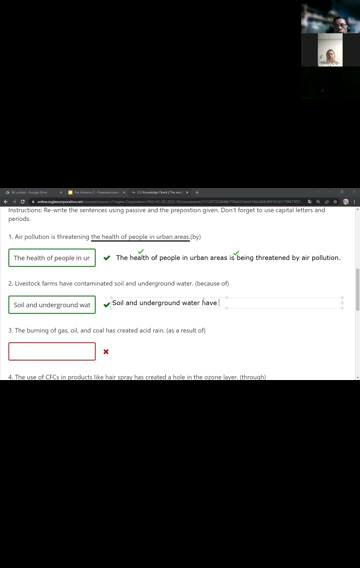 Instructions: Re-write the sentences using passive and the prepostion given. Don't forget to use capital letters and
periods.
1. Air pollution is threatening the health of people in urban areas.(by)
The health of people in ur
The health of people in urban areas is being threatened by air pollution.
2. Livestock farms have contaminated soil and underground water. (because of)
Soil and underground wat
Soil and underground water have
3. The burning of gas, oil, and coal has created acid rain. (as a result of)
4. The use of CFCs in products like hair spray has created a hole in the ozone layer. (through)